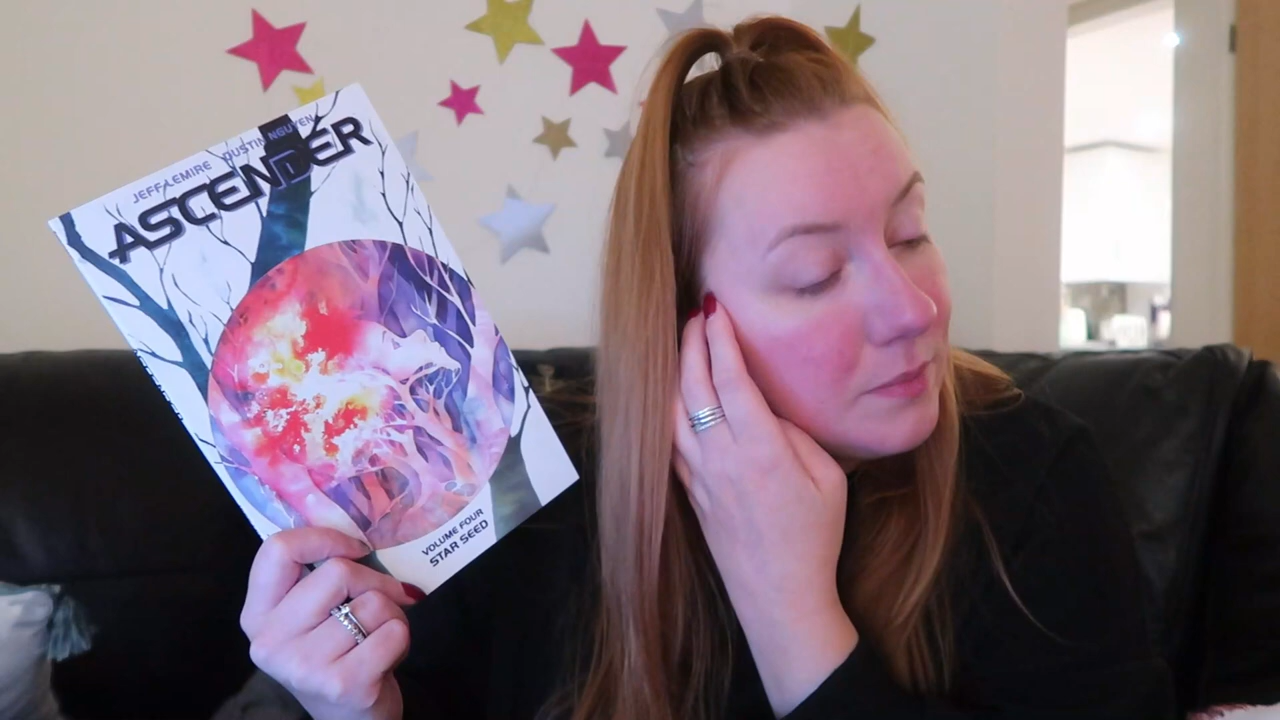 JEFF LEMIRE DUSTIN NGUYEN
ASCENDER
VOLUME FOUR
STAR SEED